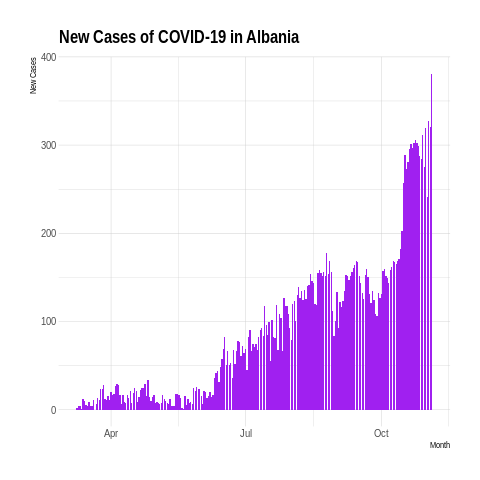 New Cases of COVID-19 in Albania
New Cases
400
300
200
100
0
Apr
Jul
Oct
Month